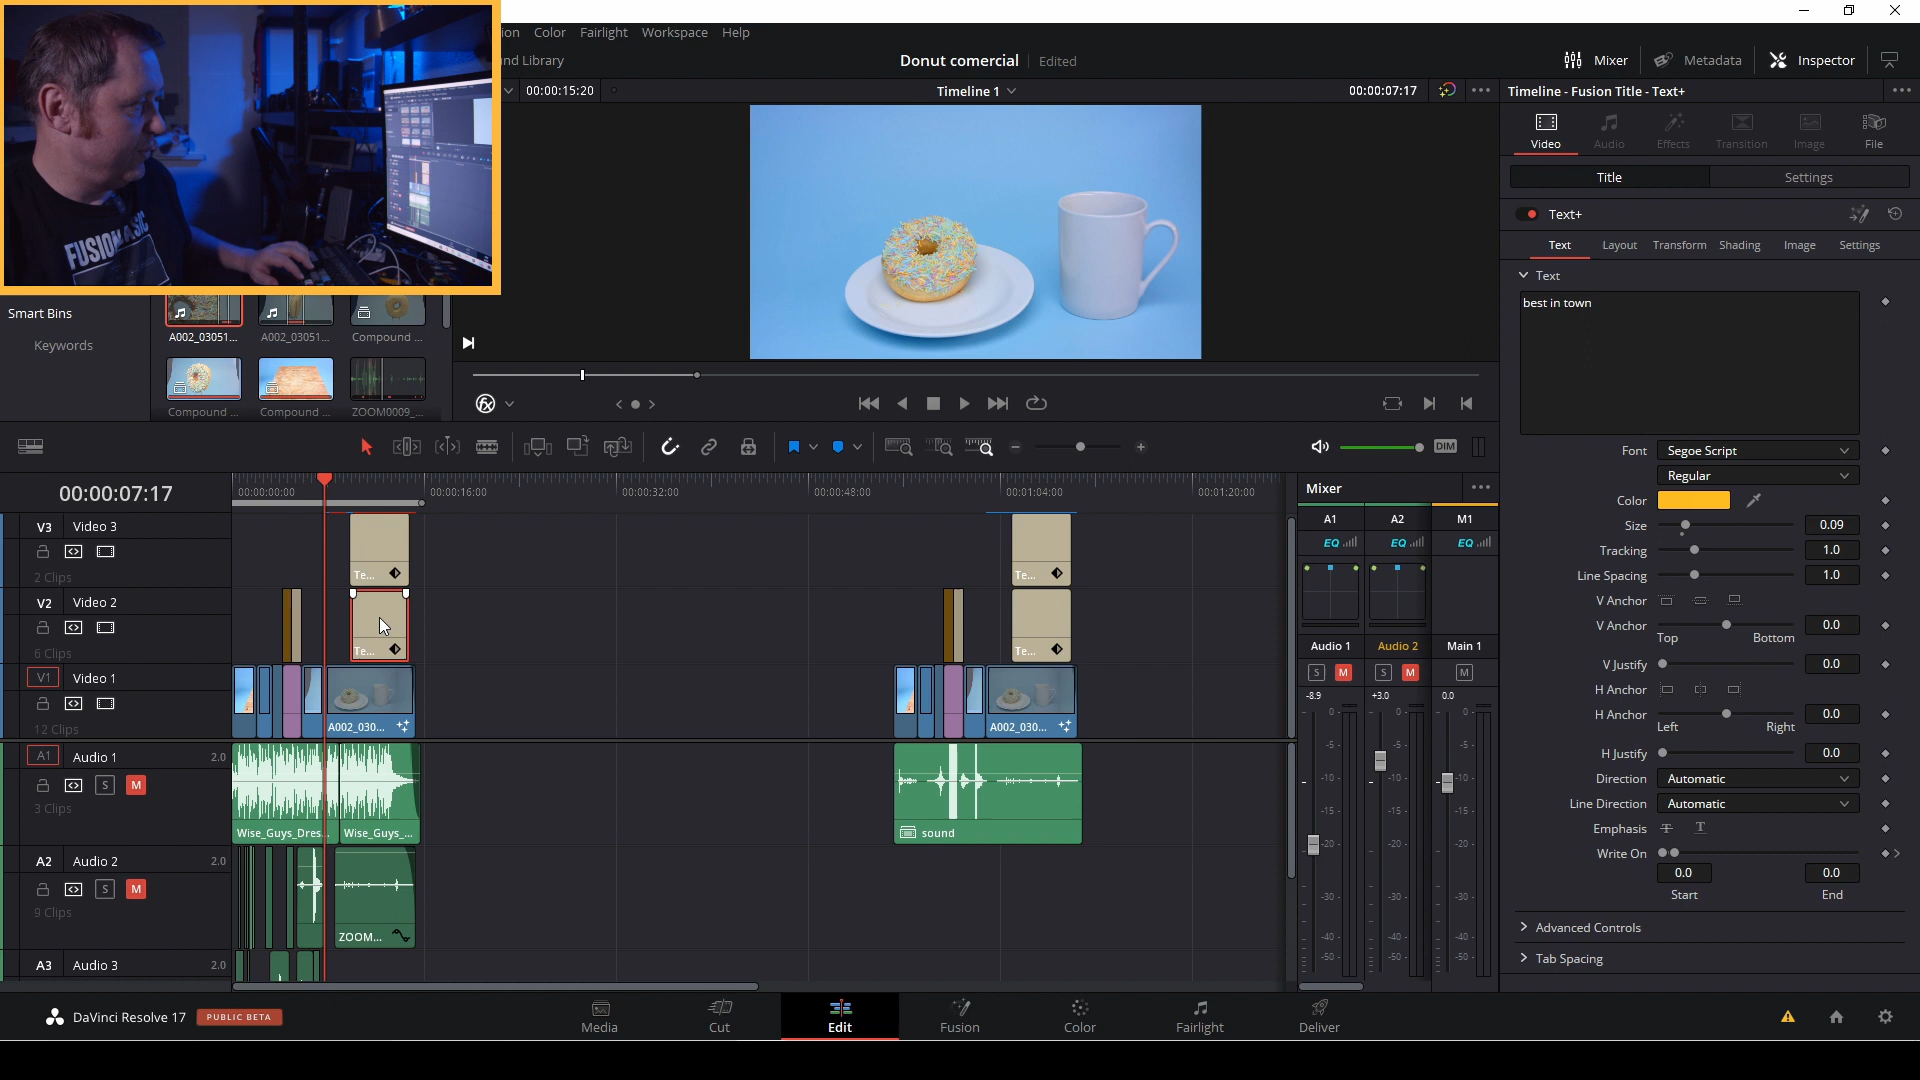 Color Fairlight Workspace Help
Donut comercial Edited
Mixer Metadata Inspector
00:00:15:20
Timeline 1
00:00:07:17
Timeline - Fusion Title - Text+
Video Audio Effects Transition Image File
Title Settings
Text+
Text Layout Transform Shading Image Settings
Text
best in town
Smart Bins
Keywords
A002_03051... A002_03051... Compound ...
Compound ... Compound ... ZOOM0009_...
Font Segoe Script
Regular
Color
Size 0.09
Tracking 1.0
Line Spacing 1.0
V Anchor
V Anchor 0.0
Top Bottom
V Justify 0.0
H Anchor
H Anchor 0.0
Left Right
H Justify 0.0
Direction Automatic
Line Direction Automatic
Emphasis
Write On
0.0 0.0
Start End
Advanced Controls
Tab Spacing
DIM
00:00:07:17
00:00:00:00 00:00:16:00 00:00:32:00 00:00:48:00 00:01:04:00 00:01:20:00
V3 Video 3
2 Clips
Te... Te...
V2 Video 2
6 Clips
Te... Te...
V1 Video 1
12 Clips
A002_030... A002_030...
A1 Audio 1 2.0
S M
3 Clips
Wise_Guys_Dres... Wise_Guys_... sound
A2 Audio 2 2.0
S M
9 Clips
ZOOM...
A3 Audio 3 2.0
Mixer
A1 A2 M1
EQ EQ EQ
Audio 1 Audio 2 Main 1
S M S M M
-8.9 +3.0 0.0
DaVinci Resolve 17 PUBLIC BETA
Media Cut Edit Fusion Color Fairlight Deliver